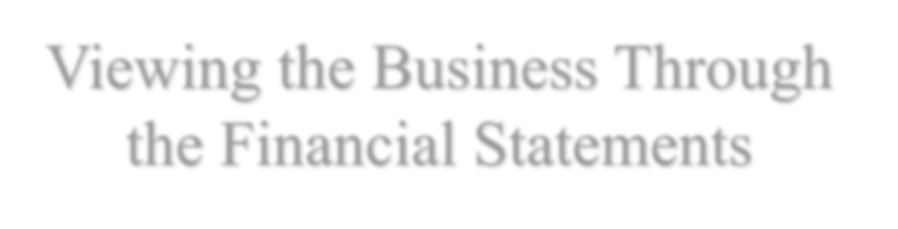 Viewing the Business Through
the Financial Statements